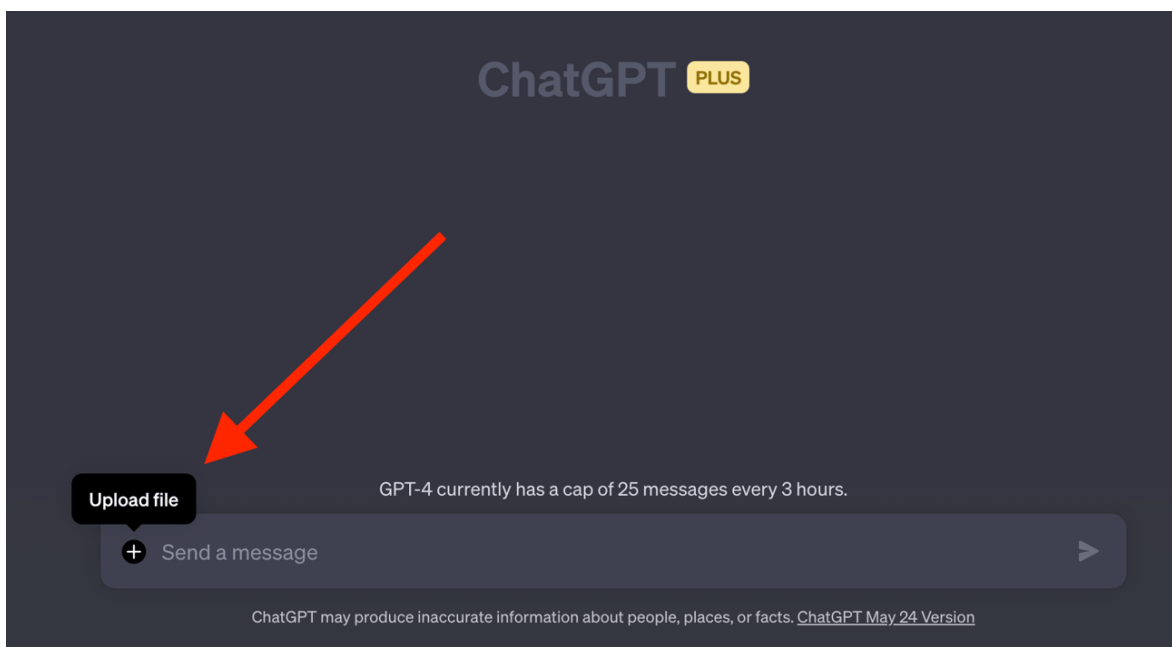 ChatGPT PLUS
GPT-4 currently has a cap of 25 messages every 3 hours.
Upload file
Send a message
ChatGPT may produce inaccurate information about people, places, or facts. ChatGPT May 24 Version